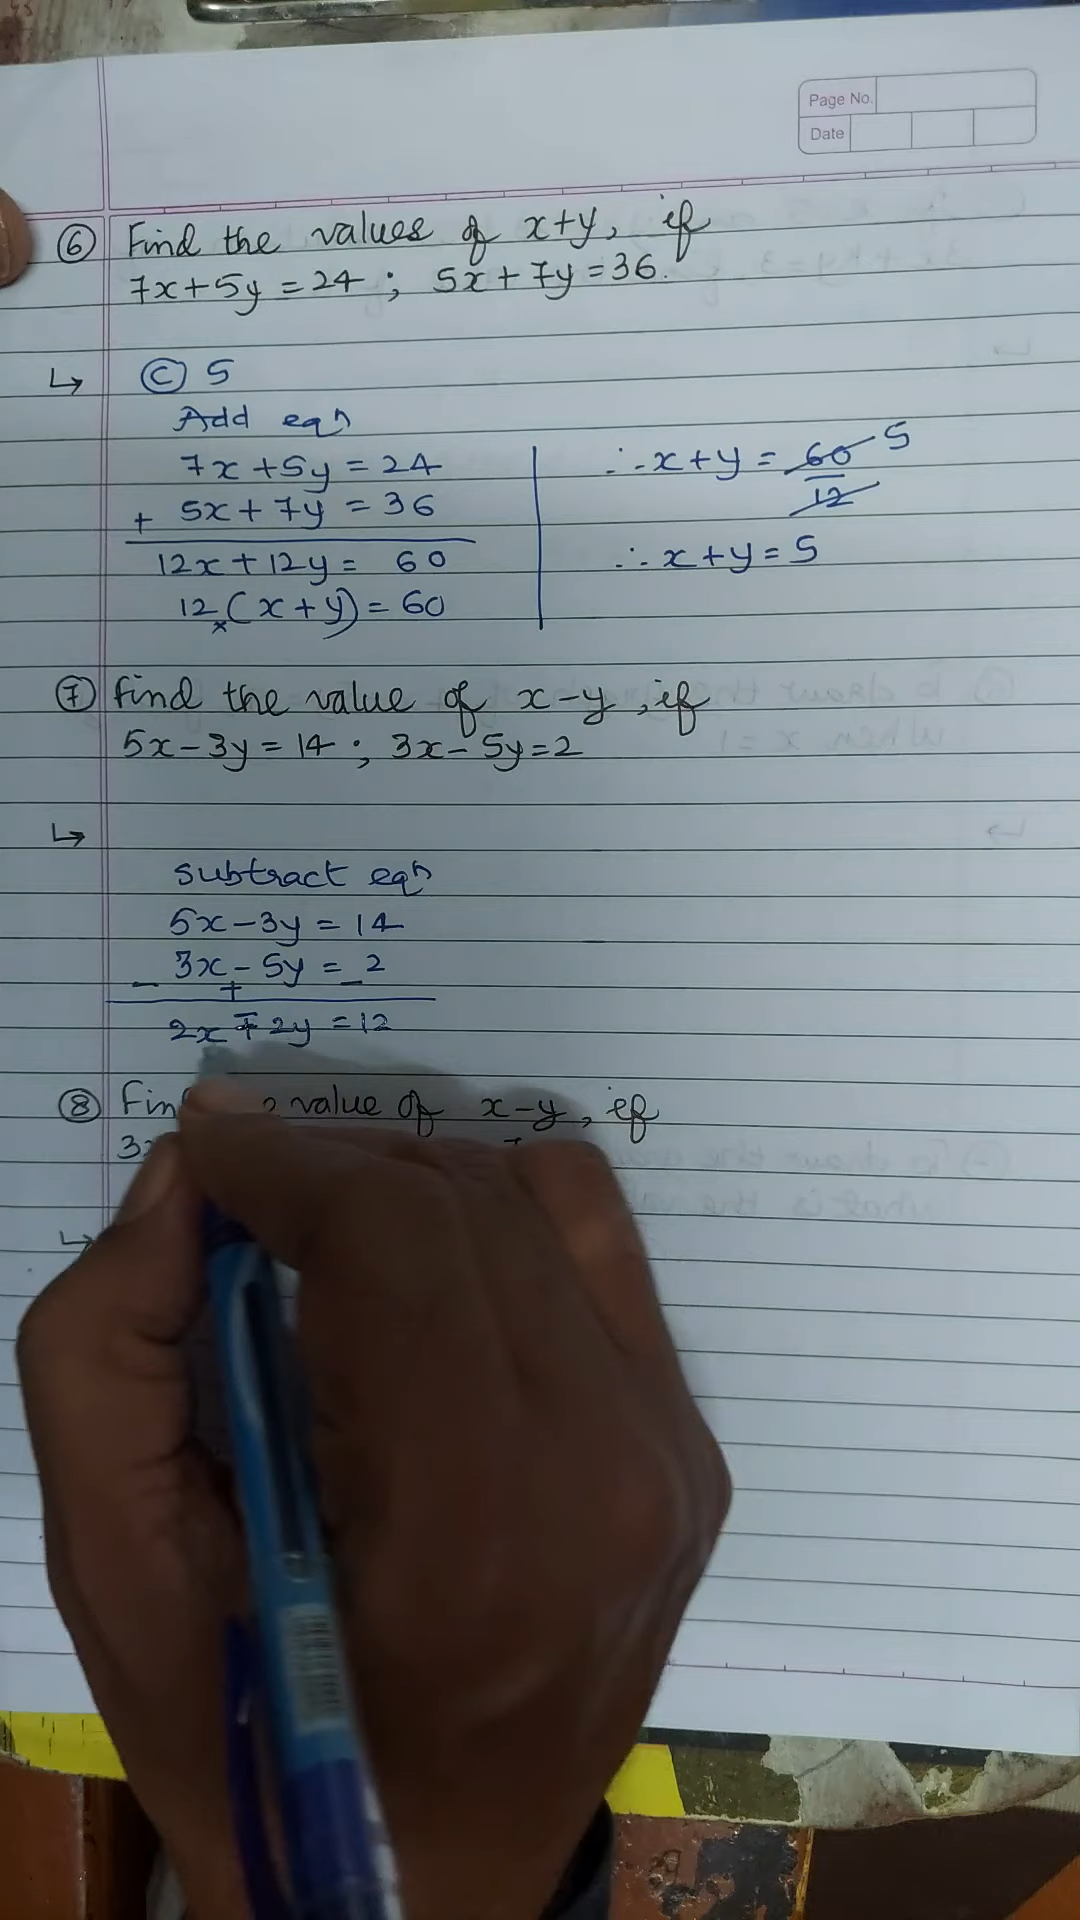 Page No.
Date
⑥ Find the values of x+y, if
7x+5y=24 ; 5x+7y=36.
↳ Ⓒ 5
Add eqn
7x+5y=24
+ 5x+7y=36
12x+12y= 60
12×(x+y)=60
∴x+y = 60 5
12
∴x+y=5
⑦ find the value of x-y, if
5x-3y=14 ; 3x-5y=2
↳
subtract eqn
5x-3y=14
- 3x-5y=2
+ -
2x 2y=12
⑧ Find value of x-y, if
↳